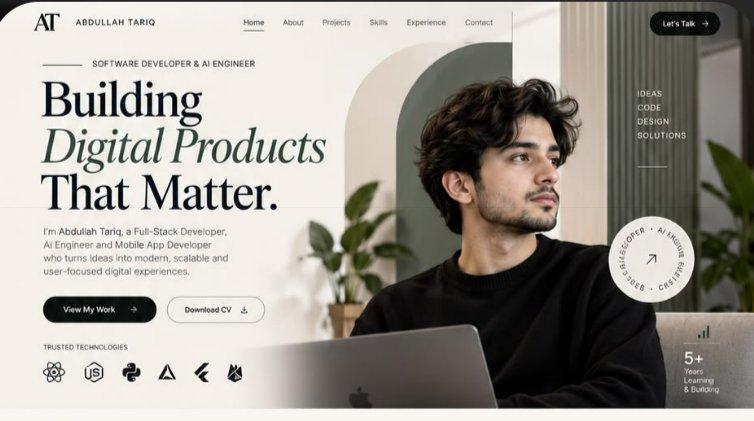 AT
ABDULLAH TARIQ
Home
About
Projects
Skills
Experience
Contact
Let's Talk
SOFTWARE DEVELOPER & AI ENGINEER
Building
Digital Products
That Matter.
I'm Abdullah Tariq, a Full-Stack Developer,
AI Engineer and Mobile App Developer
who turns ideas into modern, scalable and
user-focused digital experiences.
View My Work
Download CV
TRUSTED TECHNOLOGIES
JS
IDEAS
CODE
DESIGN
SOLUTIONS
5+
Years
Learning
& Building